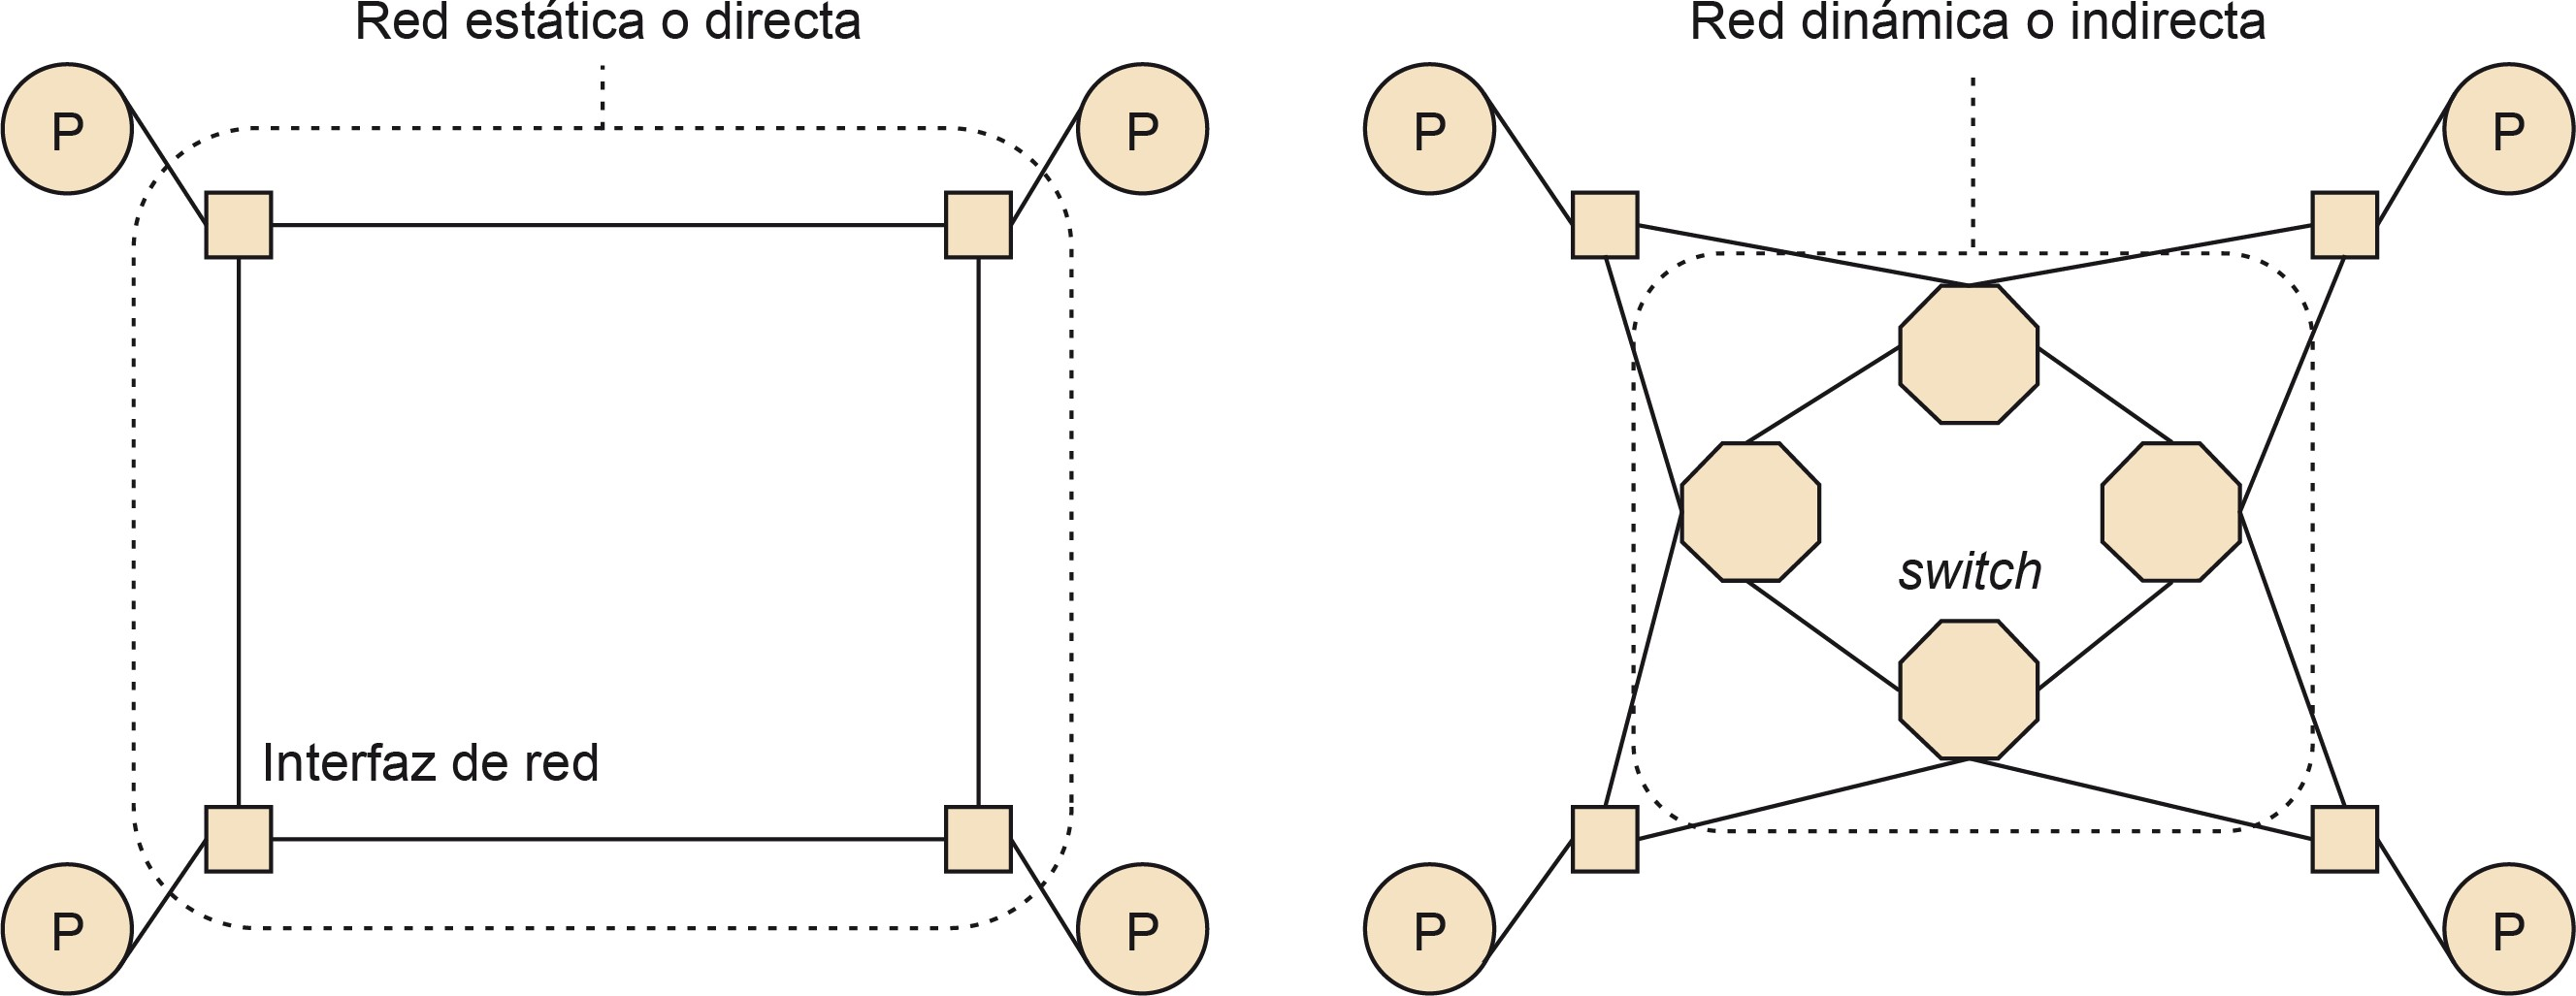 Red estática o directa
Red dinámica o indirecta
P
P
P
P
switch
Interfaz de red
P
P
P
P